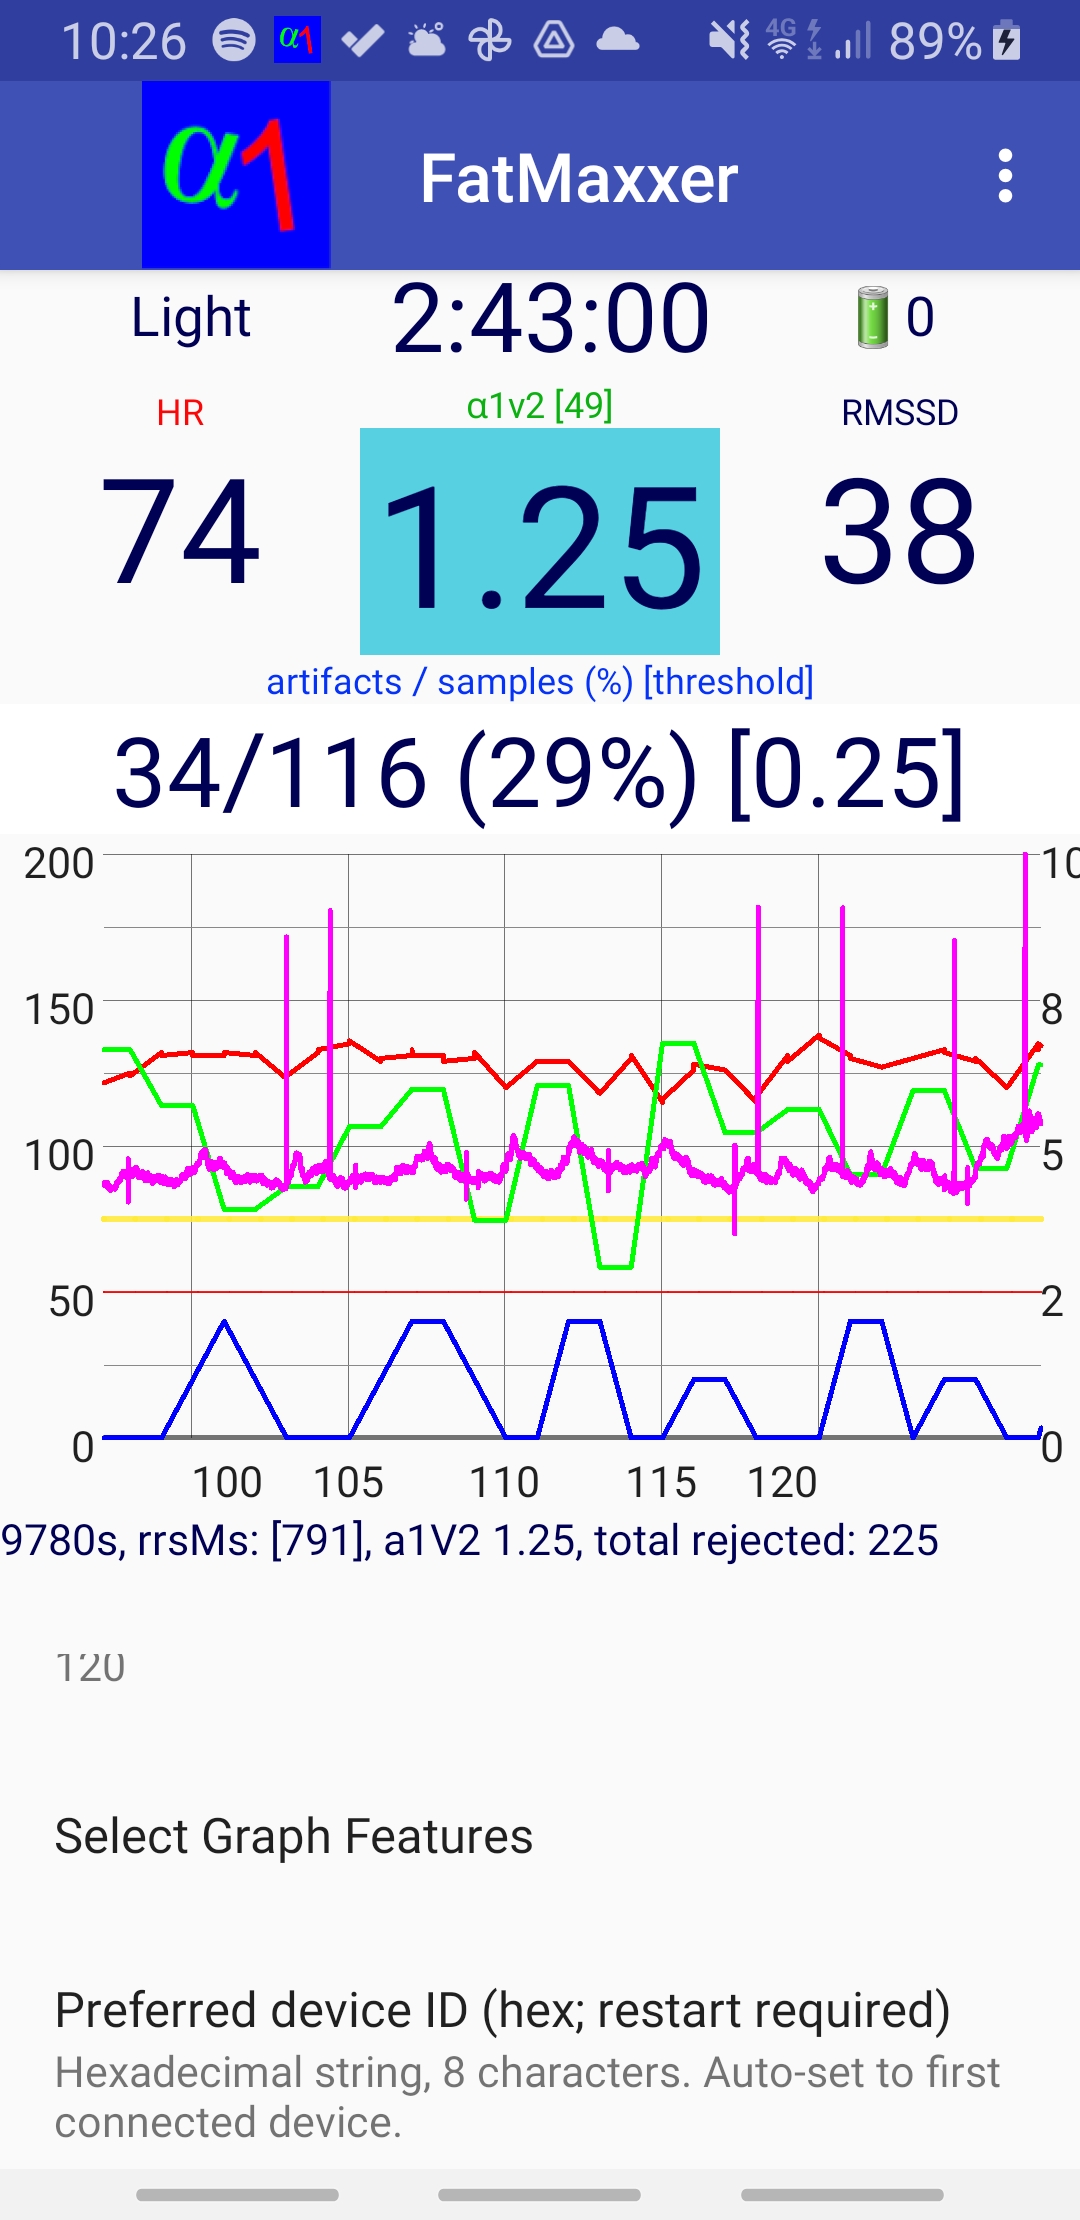 10:26 α1 4G 89%
α1 FatMaxxer
Light 2:43:00 0
HR α1v2 [49] RMSSD
74 1.25 38
artifacts / samples (%) [threshold]
34/116 (29%) [0.25]
200 10
150 8
100 5
50 2
0 0
100 105 110 115 120
9780s, rrsMs: [791], a1V2 1.25, total rejected: 225
120
Select Graph Features
Preferred device ID (hex; restart required)
Hexadecimal string, 8 characters. Auto-set to first
connected device.